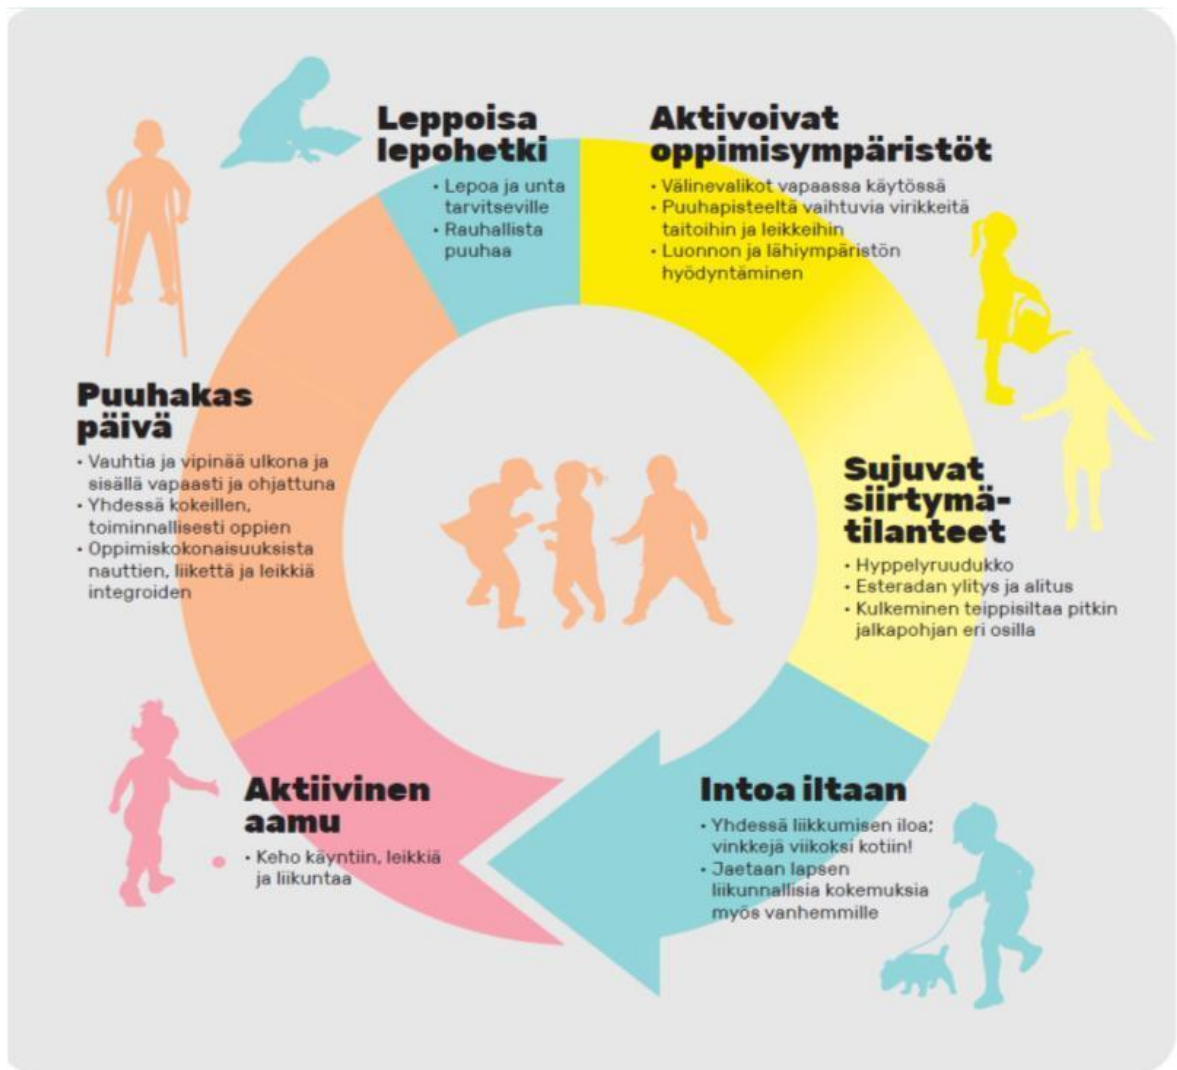 Leppoisa
lepohetki
• Lepoa ja unta
tarvitseville
• Rauhallista
puuhaa
Aktivoivat
oppimisympäristöt
• Välinevalikot vapaassa käytössä
• Puuhapisteeltä vaihtuvia virikkeitä
taitoihin ja leikkeihin
• Luonnon ja lähiympäristön
hyödyntäminen
Puuhakas
päivä
• Vauhtia ja vipinää ulkona ja
sisällä vapaasti ja ohjattuna
• Yhdessä kokeillen,
toiminnallisesti oppien
• Oppimiskokonaisuuksista
nauttien, liikettä ja leikkiä
integroiden
Sujuvat
siirtymä-
tilanteet
• Hyppelyruudukko
• Esteradan ylitys ja alitus
• Kulkeminen teippisiltaa pitkin
jalkapohjan eri osilla
Aktiivinen
aamu
• Keho käyntiin, leikkiä
ja liikuntaa
Intoa iltaan
• Yhdessä liikkumisen iloa;
vinkkejä viikoksi kotiin!
• Jaetaan lapsen
liikunnallisia kokemuksia
myös vanhemmille